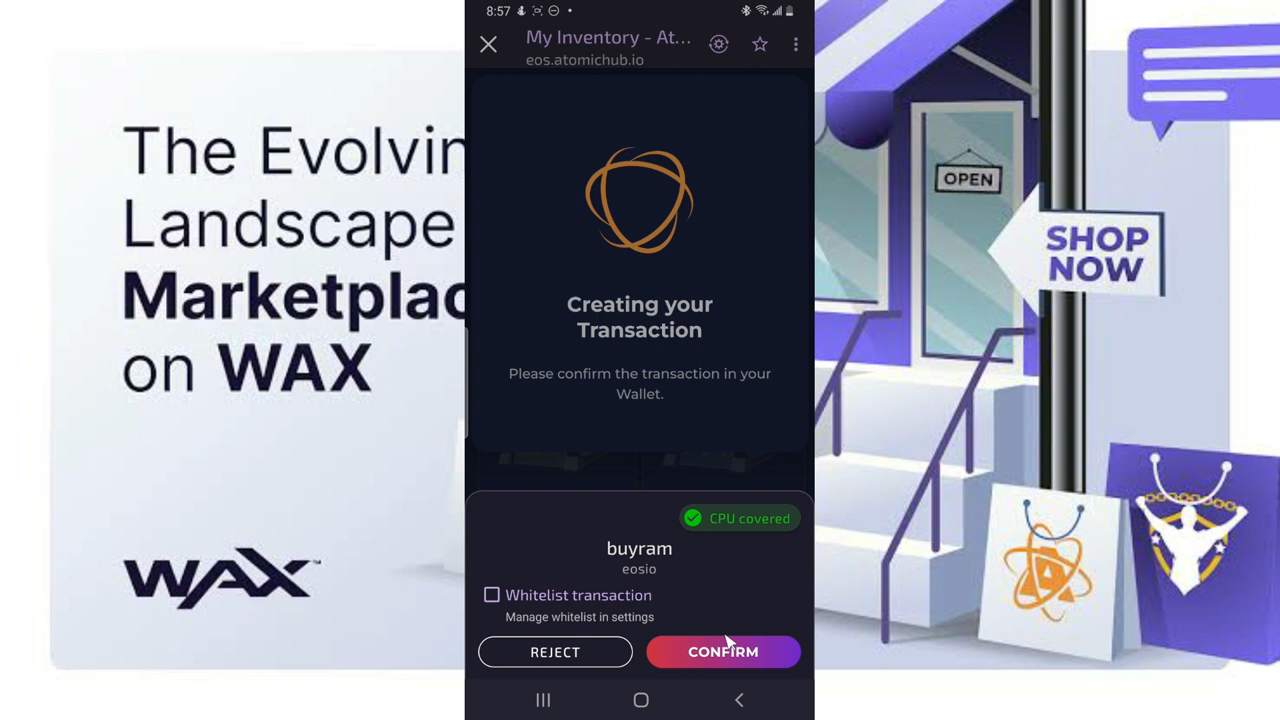 The Evolvin
Landscape
Marketplac
on WAX
WAX™
8:57
My Inventory - At...
eos.atomichub.io
Creating your
Transaction
Please confirm the transaction in your
Wallet.
CPU covered
buyram
eosio
Whitelist transaction
Manage whitelist in settings
REJECT
CONFIRM
OPEN
SHOP
NOW